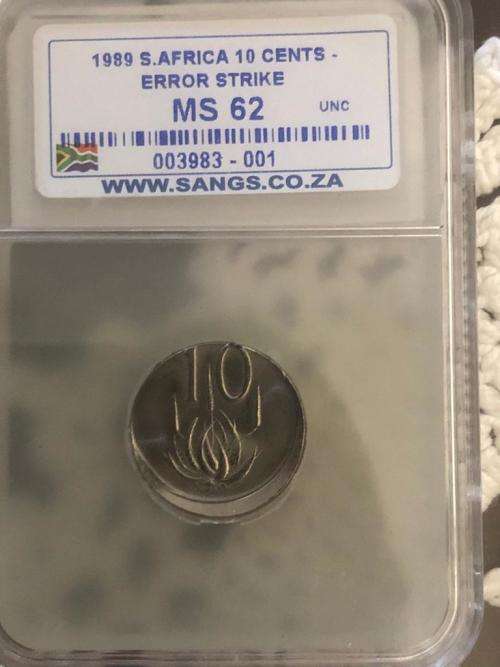 1989 S.AFRICA 10 CENTS -
ERROR STRIKE
MS 62 UNC
003983 - 001
WWW.SANGS.CO.ZA
10